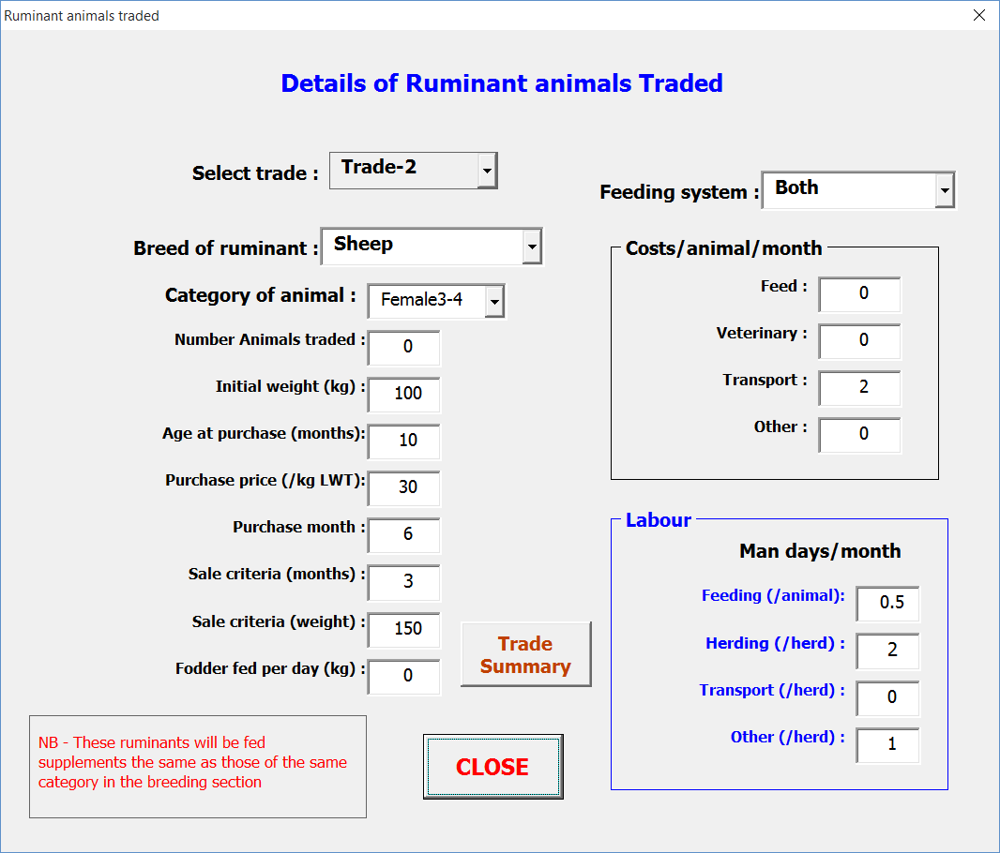 Ruminant animals traded
Details of Ruminant animals Traded
Select trade : Trade-2
Feeding system : Both
Breed of ruminant : Sheep
Category of animal : Female3-4
Number Animals traded : 0
Initial weight (kg) : 100
Age at purchase (months): 10
Purchase price (/kg LWT): 30
Purchase month : 6
Sale criteria (months) : 3
Sale criteria (weight) : 150
Fodder fed per day (kg) : 0
Costs/animal/month
Feed : 0
Veterinary : 0
Transport : 2
Other : 0
Labour
Man days/month
Feeding (/animal): 0.5
Herding (/herd) : 2
Transport (/herd) : 0
Other (/herd) : 1
Trade
Summary
NB - These ruminants will be fed
supplements the same as those of the same
category in the breeding section
CLOSE